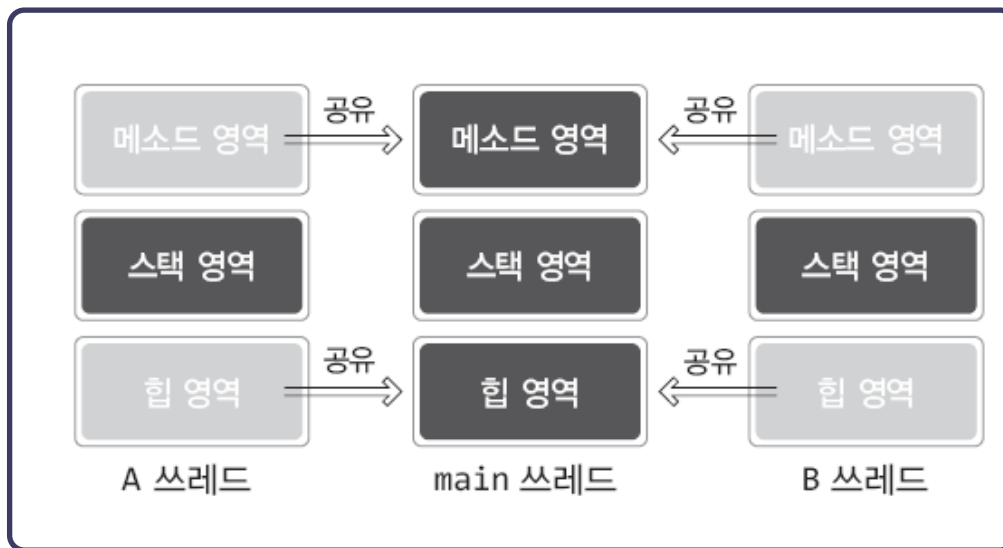 공유 공유
메소드 영역 메소드 영역 메소드 영역
스택 영역 스택 영역 스택 영역
공유 공유
힙 영역 힙 영역 힙 영역
A 쓰레드 main 쓰레드 B 쓰레드